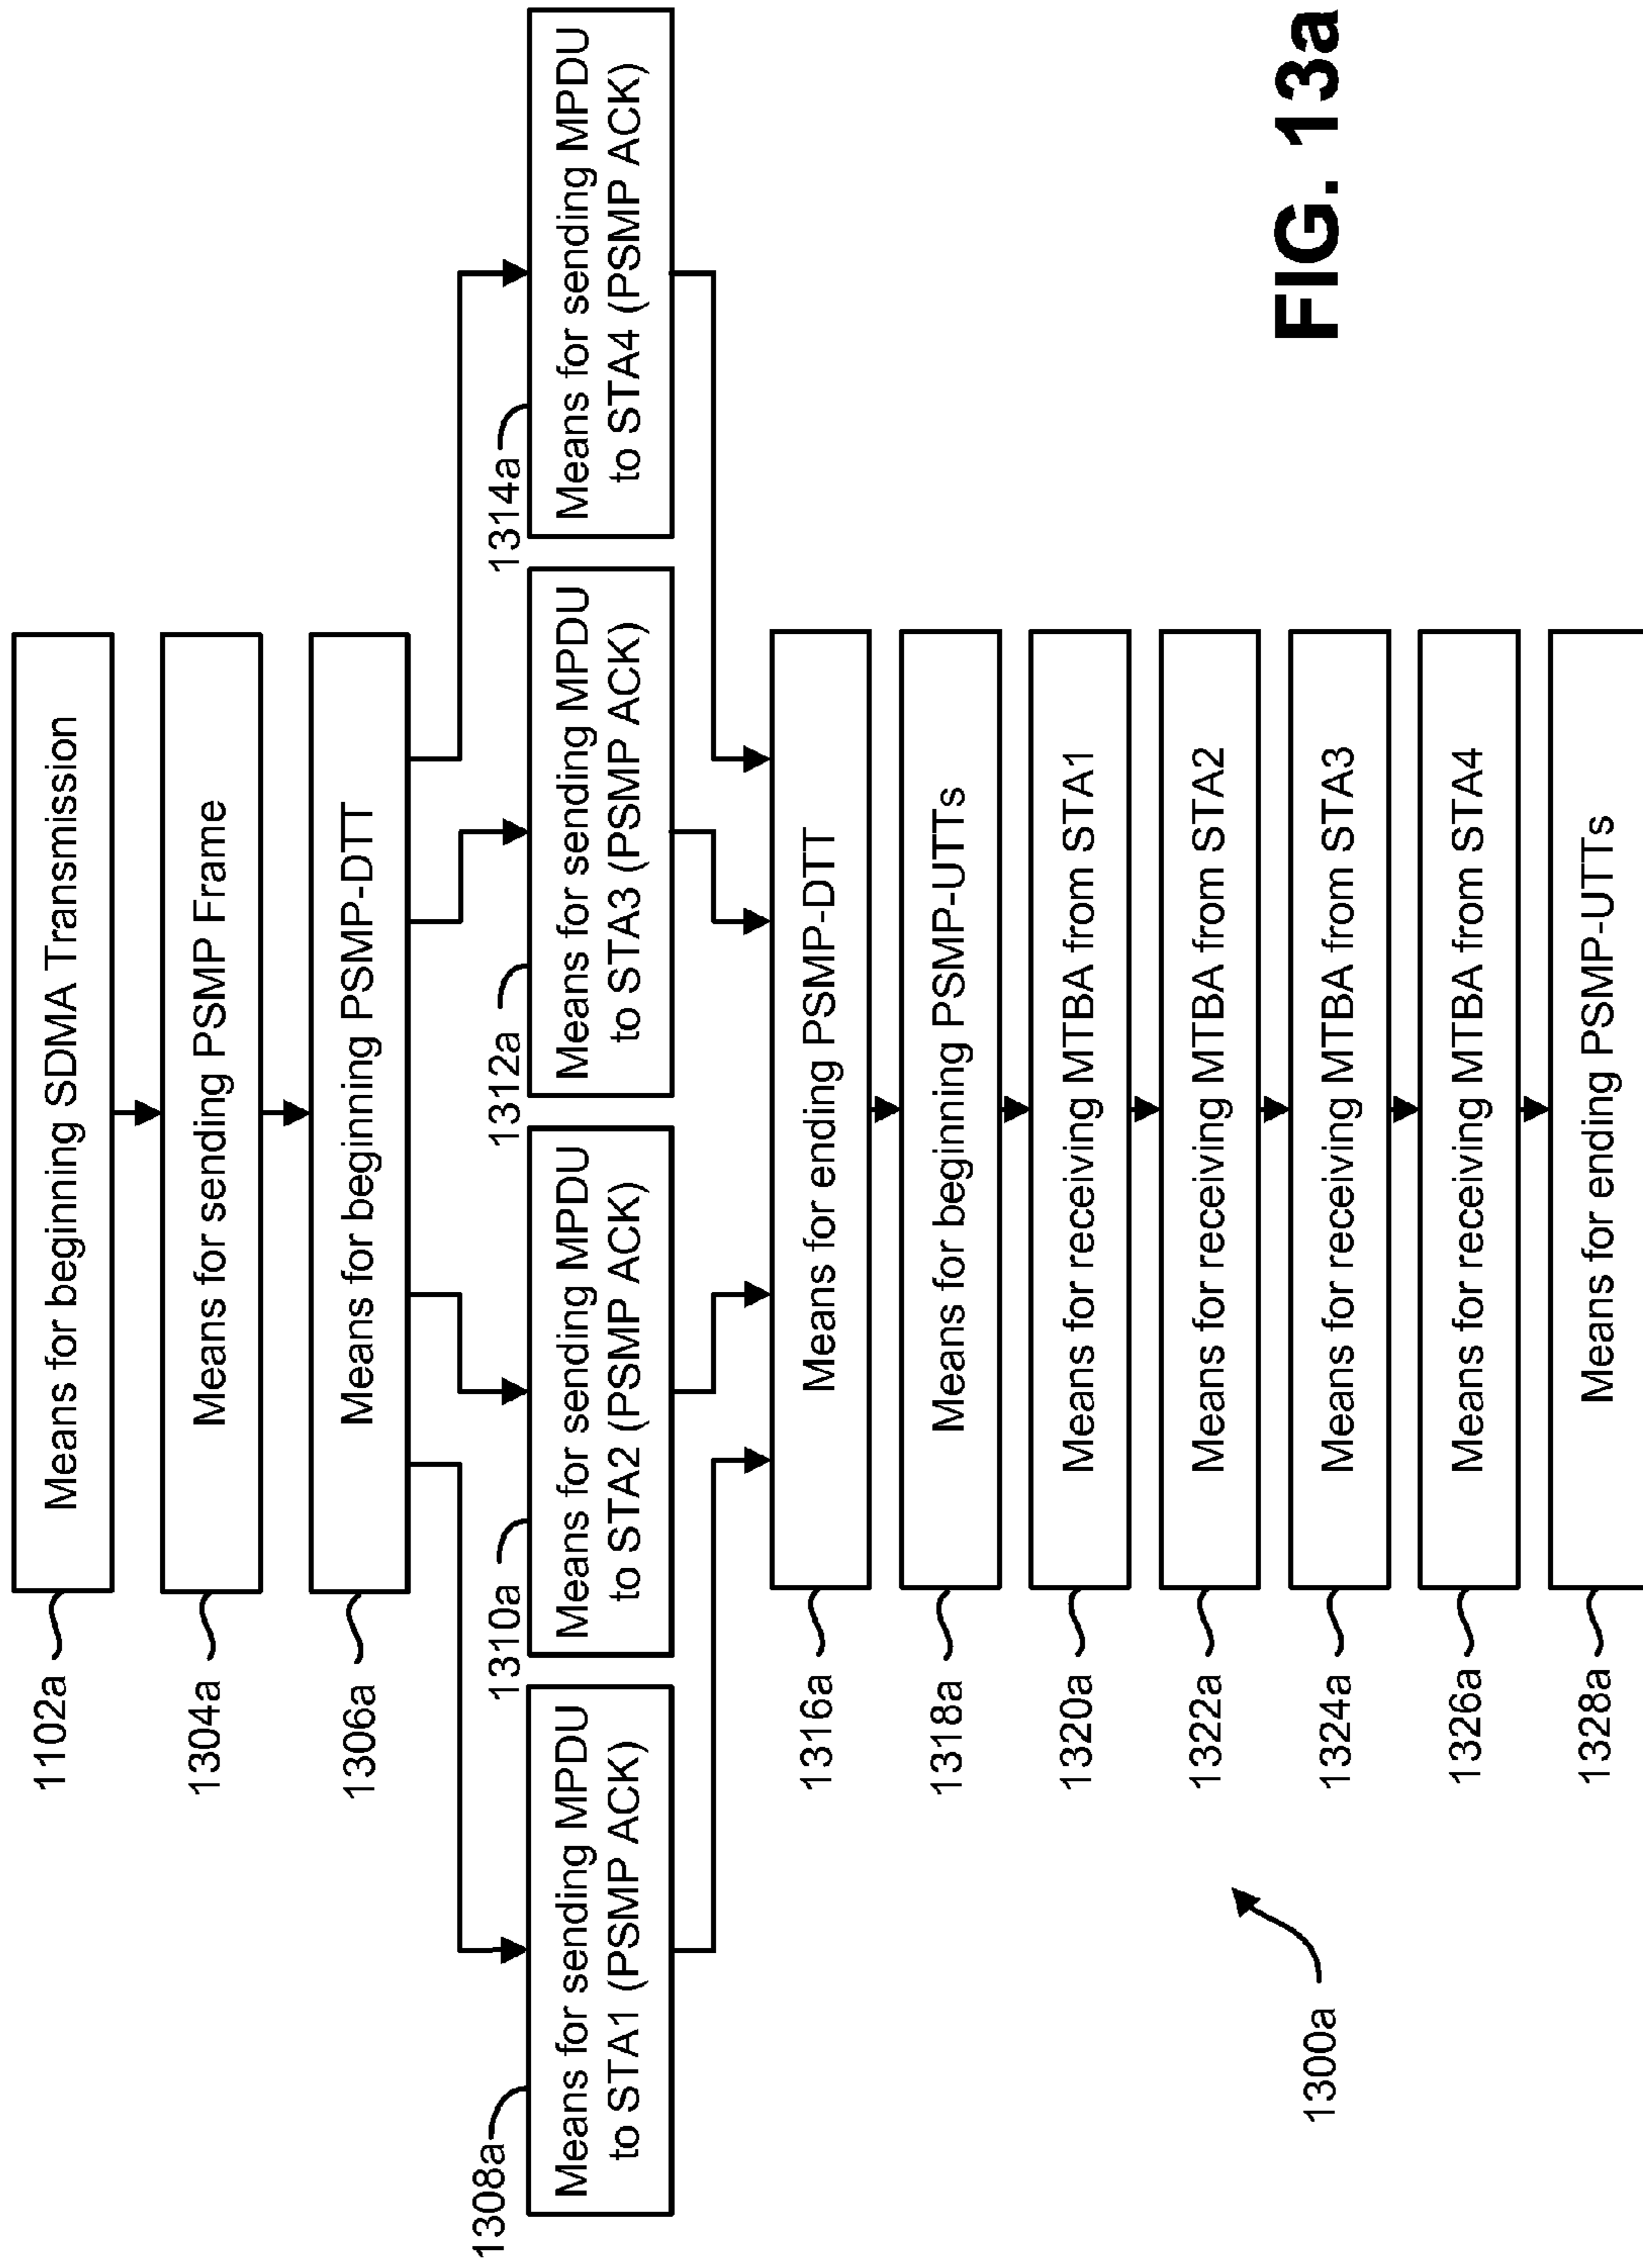 1102a
Means for beginning SDMA Transmission
1304a
Means for sending PSMP Frame
1306a
Means for beginning PSMP-DTT
1308a
Means for sending MPDU
to STA1 (PSMP ACK)
1310a
Means for sending MPDU
to STA2 (PSMP ACK)
1312a
Means for sending MPDU
to STA3 (PSMP ACK)
1314a
Means for sending MPDU
to STA4 (PSMP ACK)
1316a
Means for ending PSMP-DTT
1318a
Means for beginning PSMP-UTTs
1320a
Means for receiving MTBA from STA1
1322a
Means for receiving MTBA from STA2
1324a
Means for receiving MTBA from STA3
1326a
Means for receiving MTBA from STA4
1328a
Means for ending PSMP-UTTs
1300a
FIG. 13a